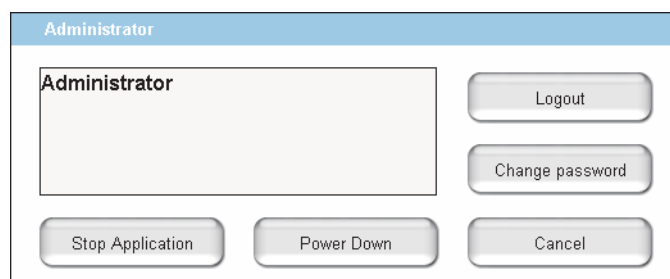 Administrator
Administrator
Logout
Change password
Stop Application
Power Down
Cancel